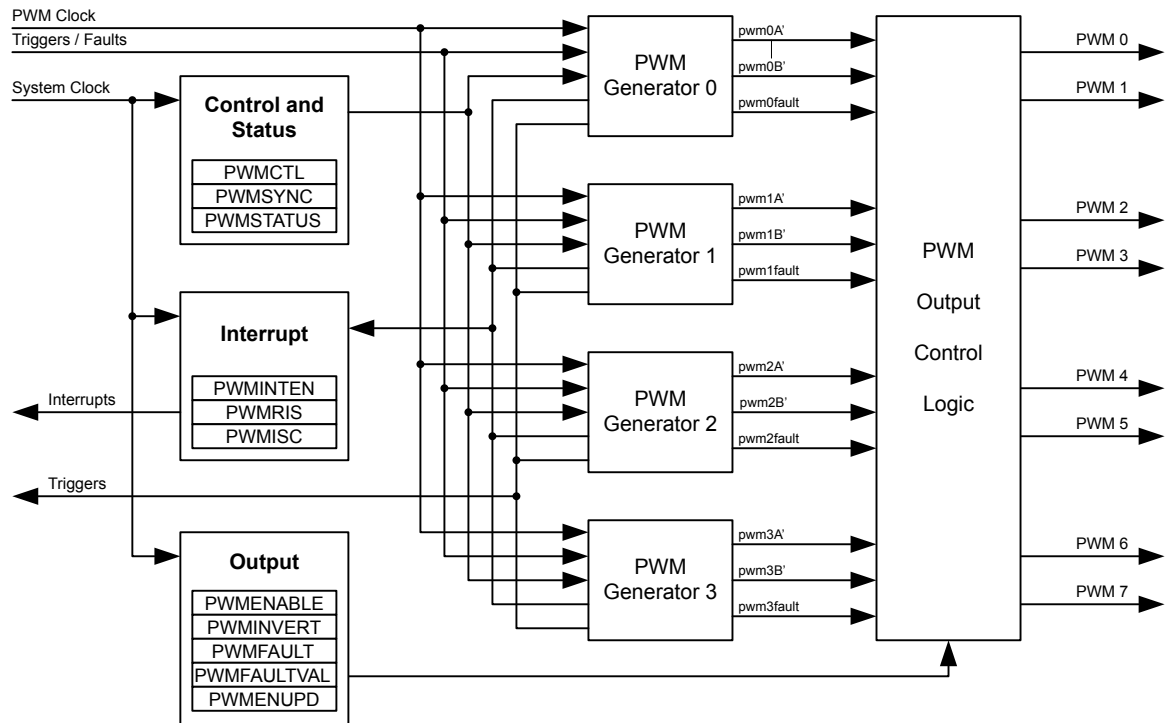 PWM Clock
Triggers / Faults
System Clock
Control and
Status
PWMCTL
PWMSYNC
PWMSTATUS
Interrupt
PWMINTEN
PWMRIS
PWMISC
Interrupts
Triggers
Output
PWMENABLE
PWMINVERT
PWMFAULT
PWMFAULTVAL
PWMENUPD
PWM
Generator 0
pwm0A’
pwm0B’
pwm0fault
PWM
Generator 1
pwm1A’
pwm1B’
pwm1fault
PWM
Generator 2
pwm2A’
pwm2B’
pwm2fault
PWM
Generator 3
pwm3A’
pwm3B’
pwm3fault
PWM
Output
Control
Logic
PWM 0
PWM 1
PWM 2
PWM 3
PWM 4
PWM 5
PWM 6
PWM 7